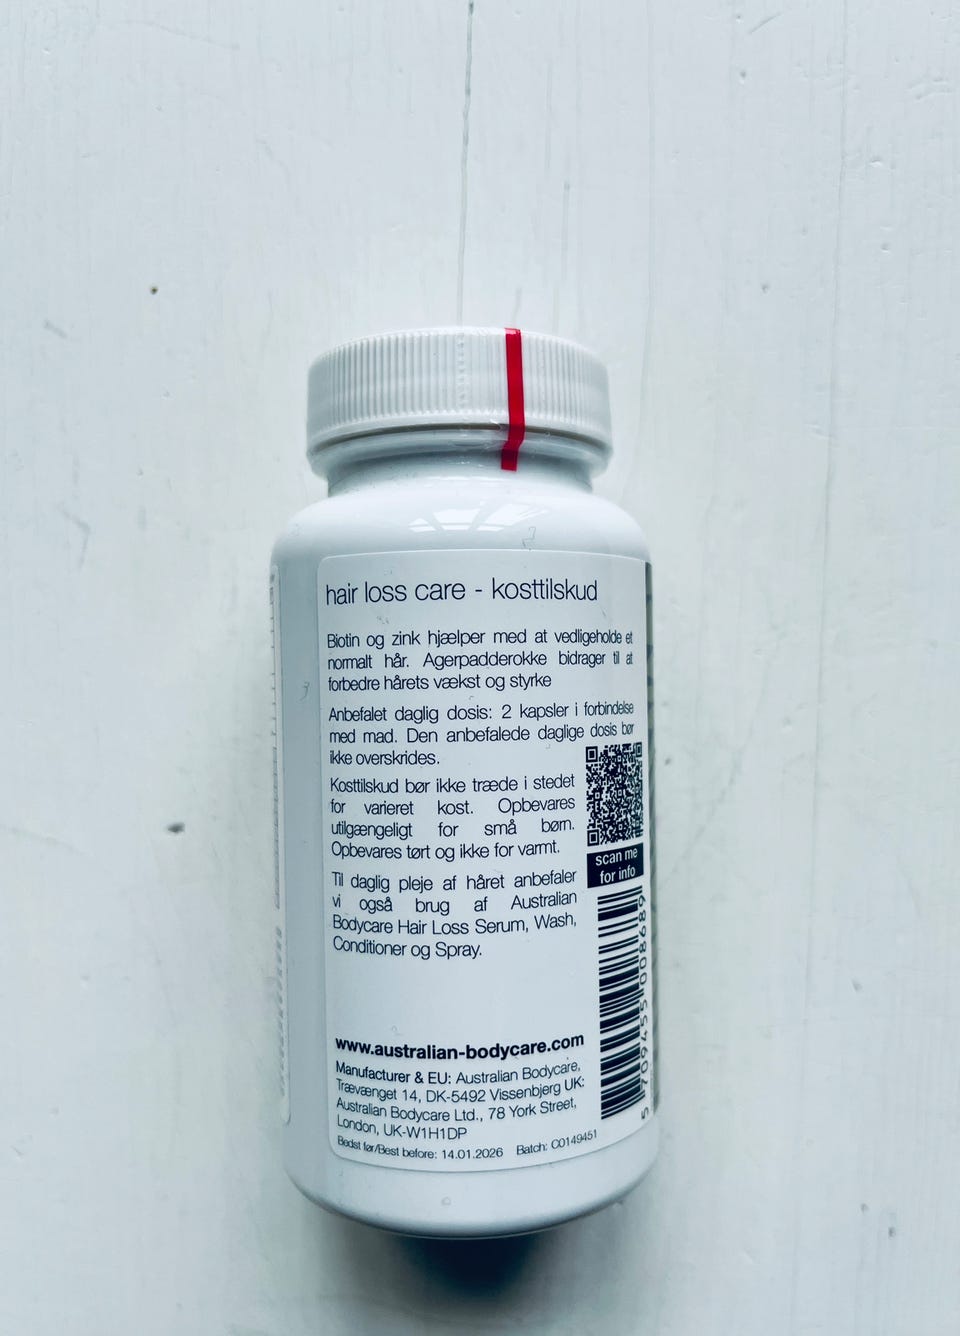 hair loss care - kosttilskud
Biotin og zink hjælper med at vedligeholde et
normalt hår. Agerpadderokke bidrager til at
forbedre hårets vækst og styrke
Anbefalet daglig dosis: 2 kapsler i forbindelse
med mad. Den anbefalede daglige dosis bør
ikke overskrides.
Kosttilskud bør ikke træde i stedet
for varieret kost. Opbevares
utilgængeligt for små børn.
Opbevares tørt og ikke for varmt.
scan me
for info
Til daglig pleje af håret anbefaler
vi også brug af Australian
Bodycare Hair Loss Serum, Wash,
Conditioner og Spray.
5 709455 008689
www.australian-bodycare.com
Manufacturer & EU: Australian Bodycare,
Trævænget 14, DK-5492 Vissenbjerg UK:
Australian Bodycare Ltd., 78 York Street,
London, UK-W1H1DP
Bedst før/Best before: 14.01.2026 Batch: C0149451